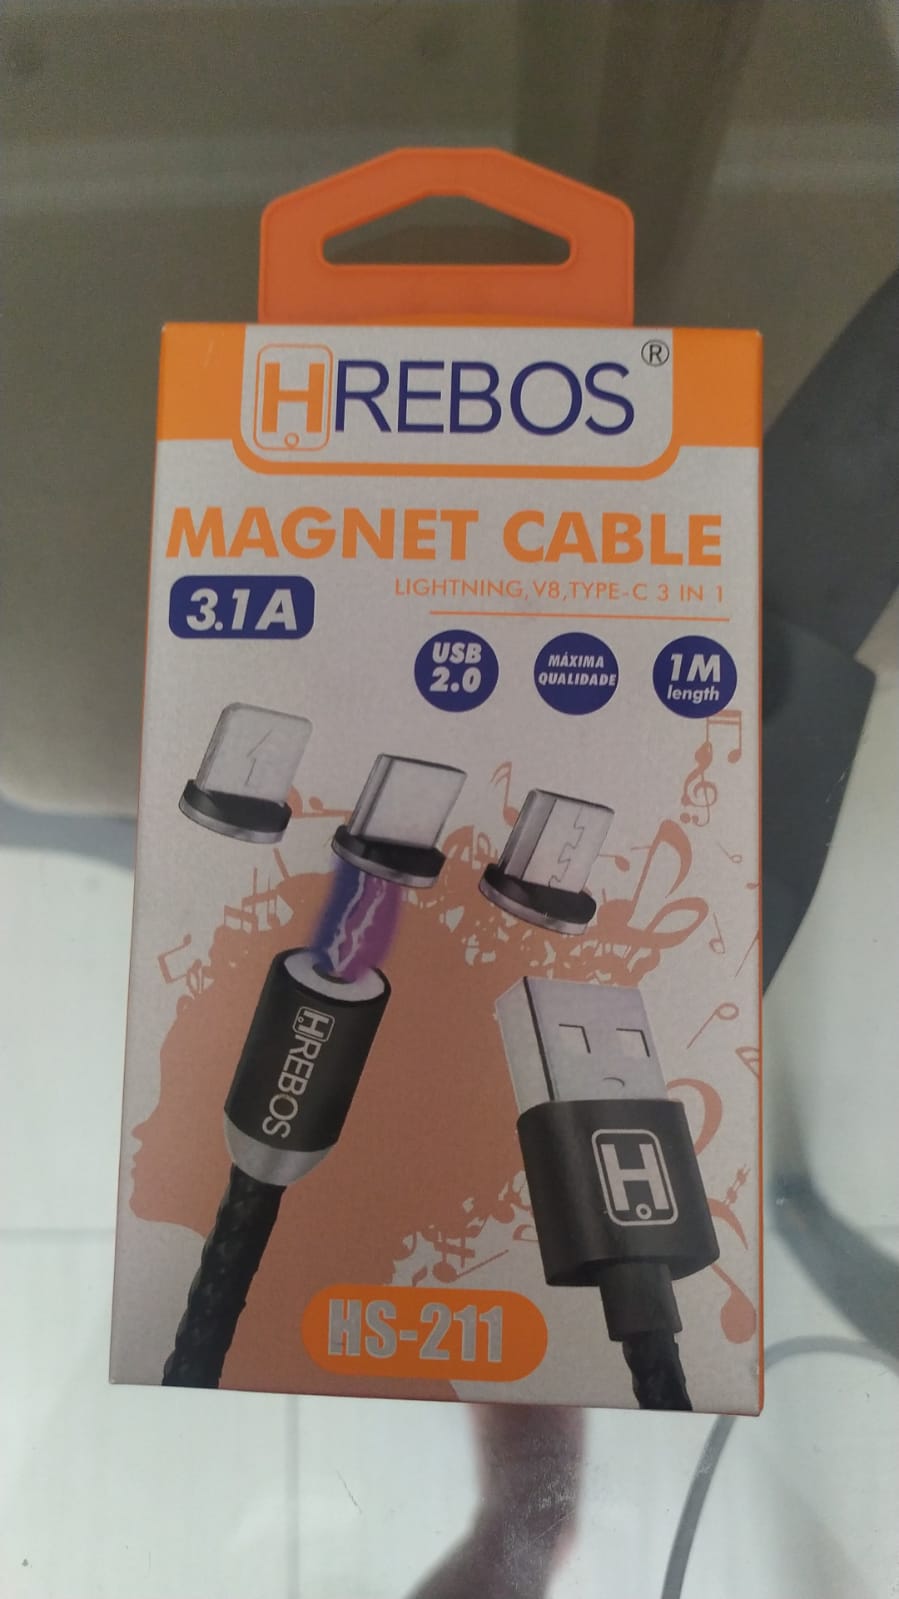 HREBOS®
MAGNET CABLE
LIGHTNING,V8,TYPE-C 3 IN 1
3.1A
USB
2.0
MÁXIMA
QUALIDADE
1M
length
HREBOS
H
HS-211